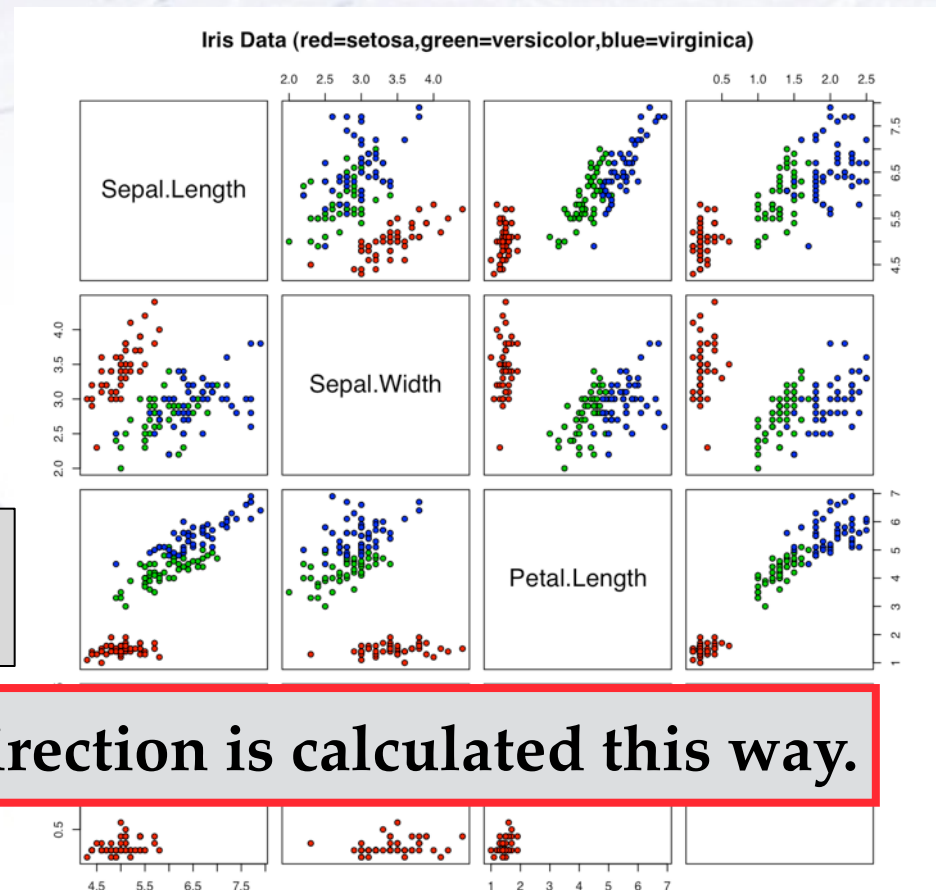 Iris Data (red=setosa,green=versicolor,blue=virginica)
2.0 2.5 3.0 3.5 4.0
0.5 1.0 1.5 2.0 2.5
Sepal.Length
7.5
6.5
5.5
4.5
4.0
3.5
3.0
2.5
2.0
Sepal.Width
Petal.Length
7
6
5
4
3
2
1
rection is calculated this way.
0.5
4.5 5.5 6.5 7.5
1 2 3 4 5 6 7